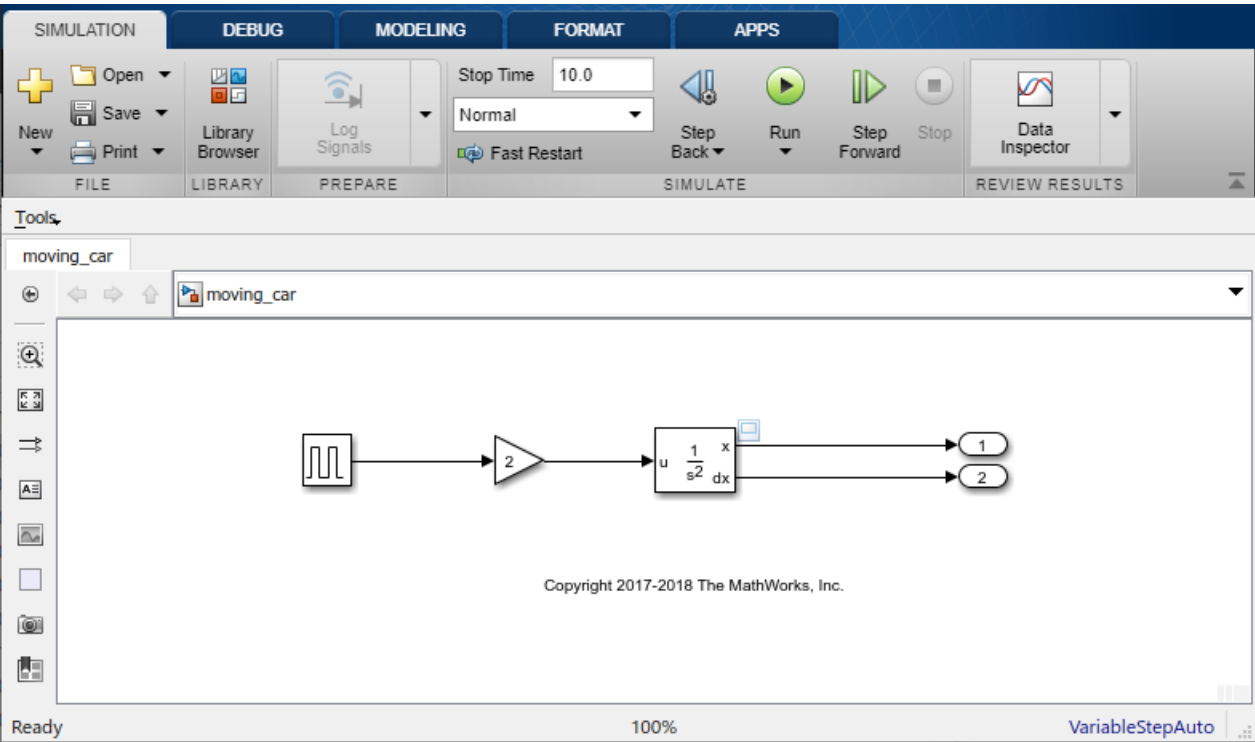 SIMULATION DEBUG MODELING FORMAT APPS
New
Open
Save
Print
FILE
Library
Browser
LIBRARY
Log
Signals
PREPARE
Stop Time 10.0
Normal
Fast Restart
Step
Back
Run
Step
Forward
Stop
SIMULATE
Data
Inspector
REVIEW RESULTS
Tools
moving_car
moving_car
2
u
1
s2
x
dx
1
2
Copyright 2017-2018 The MathWorks, Inc.
Ready 100% VariableStepAuto